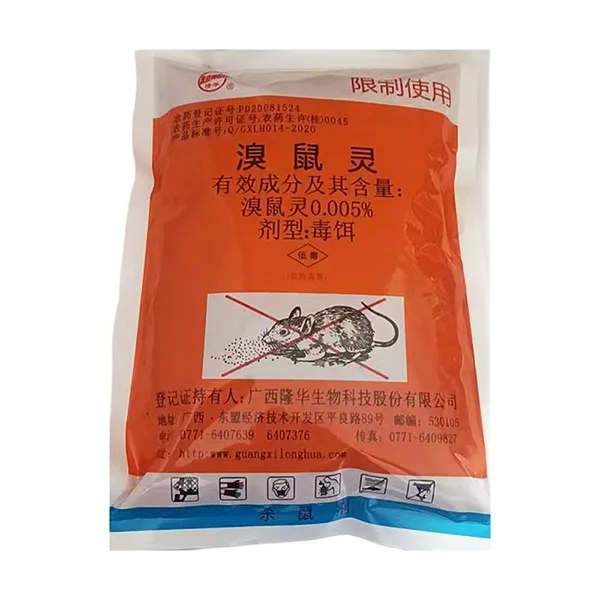 隆华®
限制使用
农药登记证号:PD20081524
农药生产许可证号:农药生许(桂)0045
产品标准号:Q/GXLH014-2020
溴鼠灵
有效成分及其含量:
溴鼠灵0.005%
剂型:毒饵
低毒
登记证持有人:广西隆华生物科技股份有限公司
地址:广西·东盟经济技术开发区平良路89号 邮编:530105
电话:0771-6407639 6407376 传真:0771-6409827
http:www.guangxilonghua.com
杀鼠剂